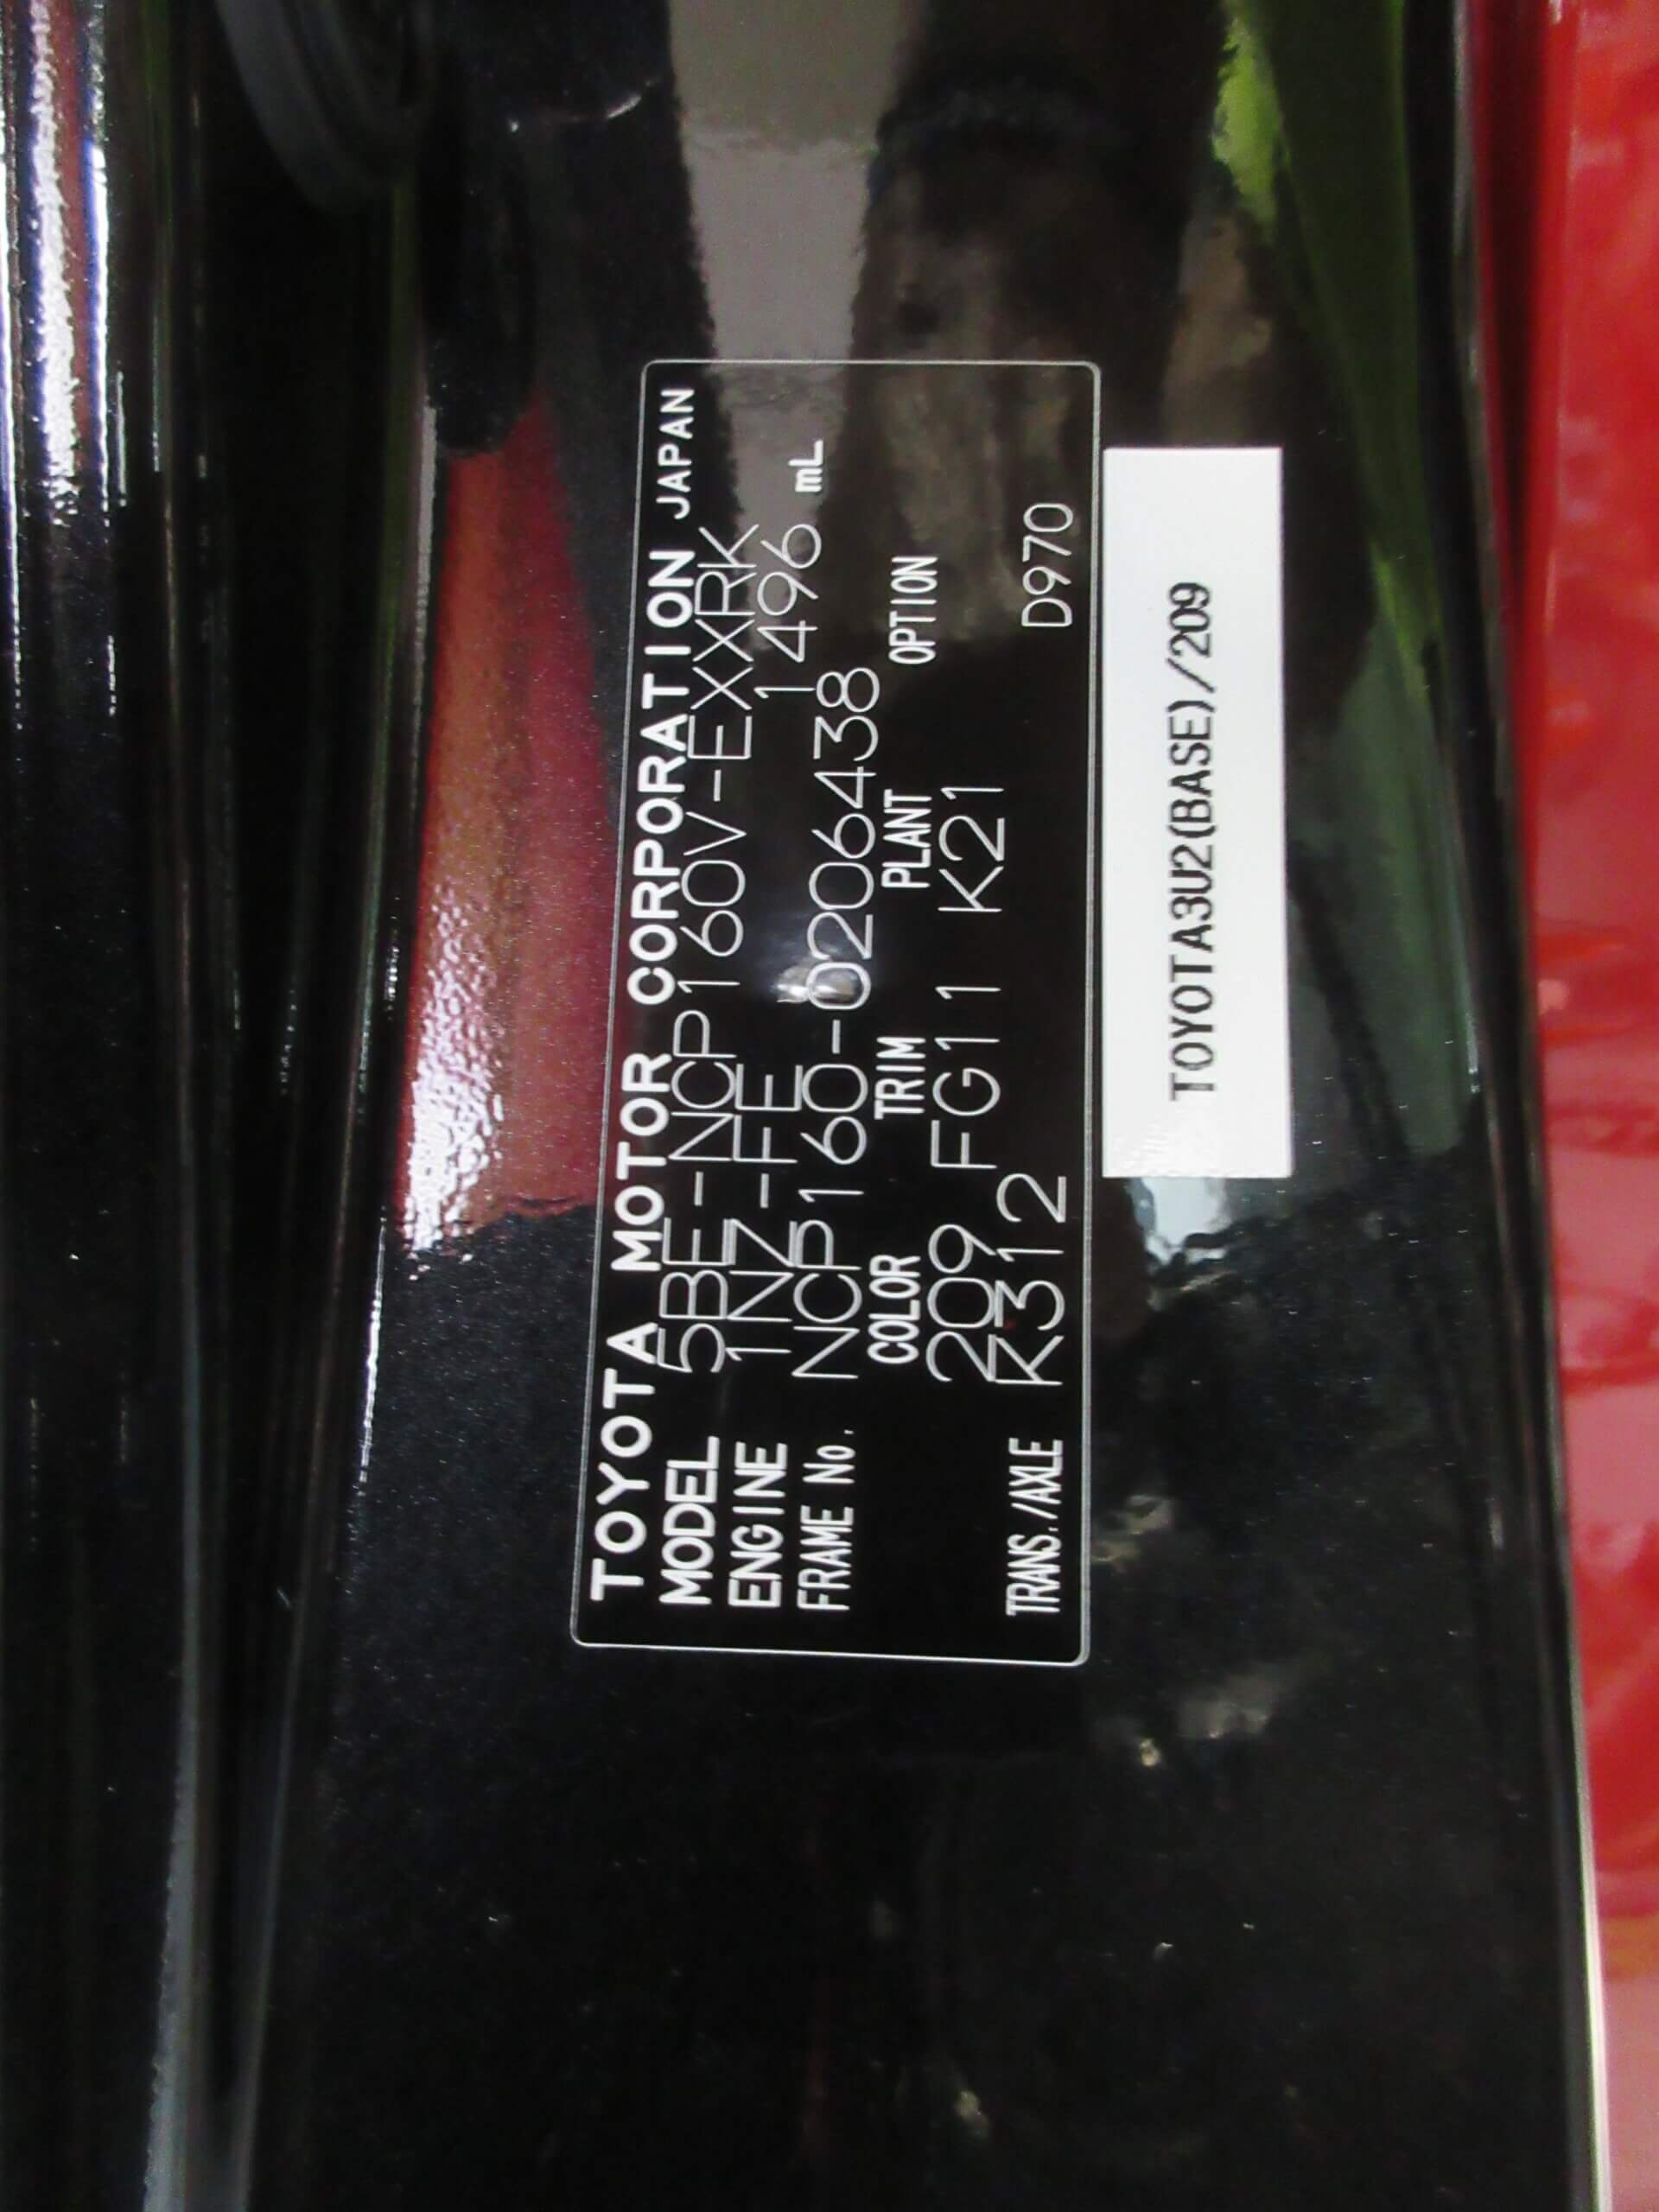 TOYOTA MOTOR CORPORATION JAPAN
MODEL 5BE-NCP160V-EXXRK
ENGINE 1NZ-FE 1496 mL
FRAME No. NCP160-0206438
COLOR TRIM PLANT OPTION
209 FG11 K21
TRANS./AXLE K312 D970
TOYOTA3U2(BASE)/209